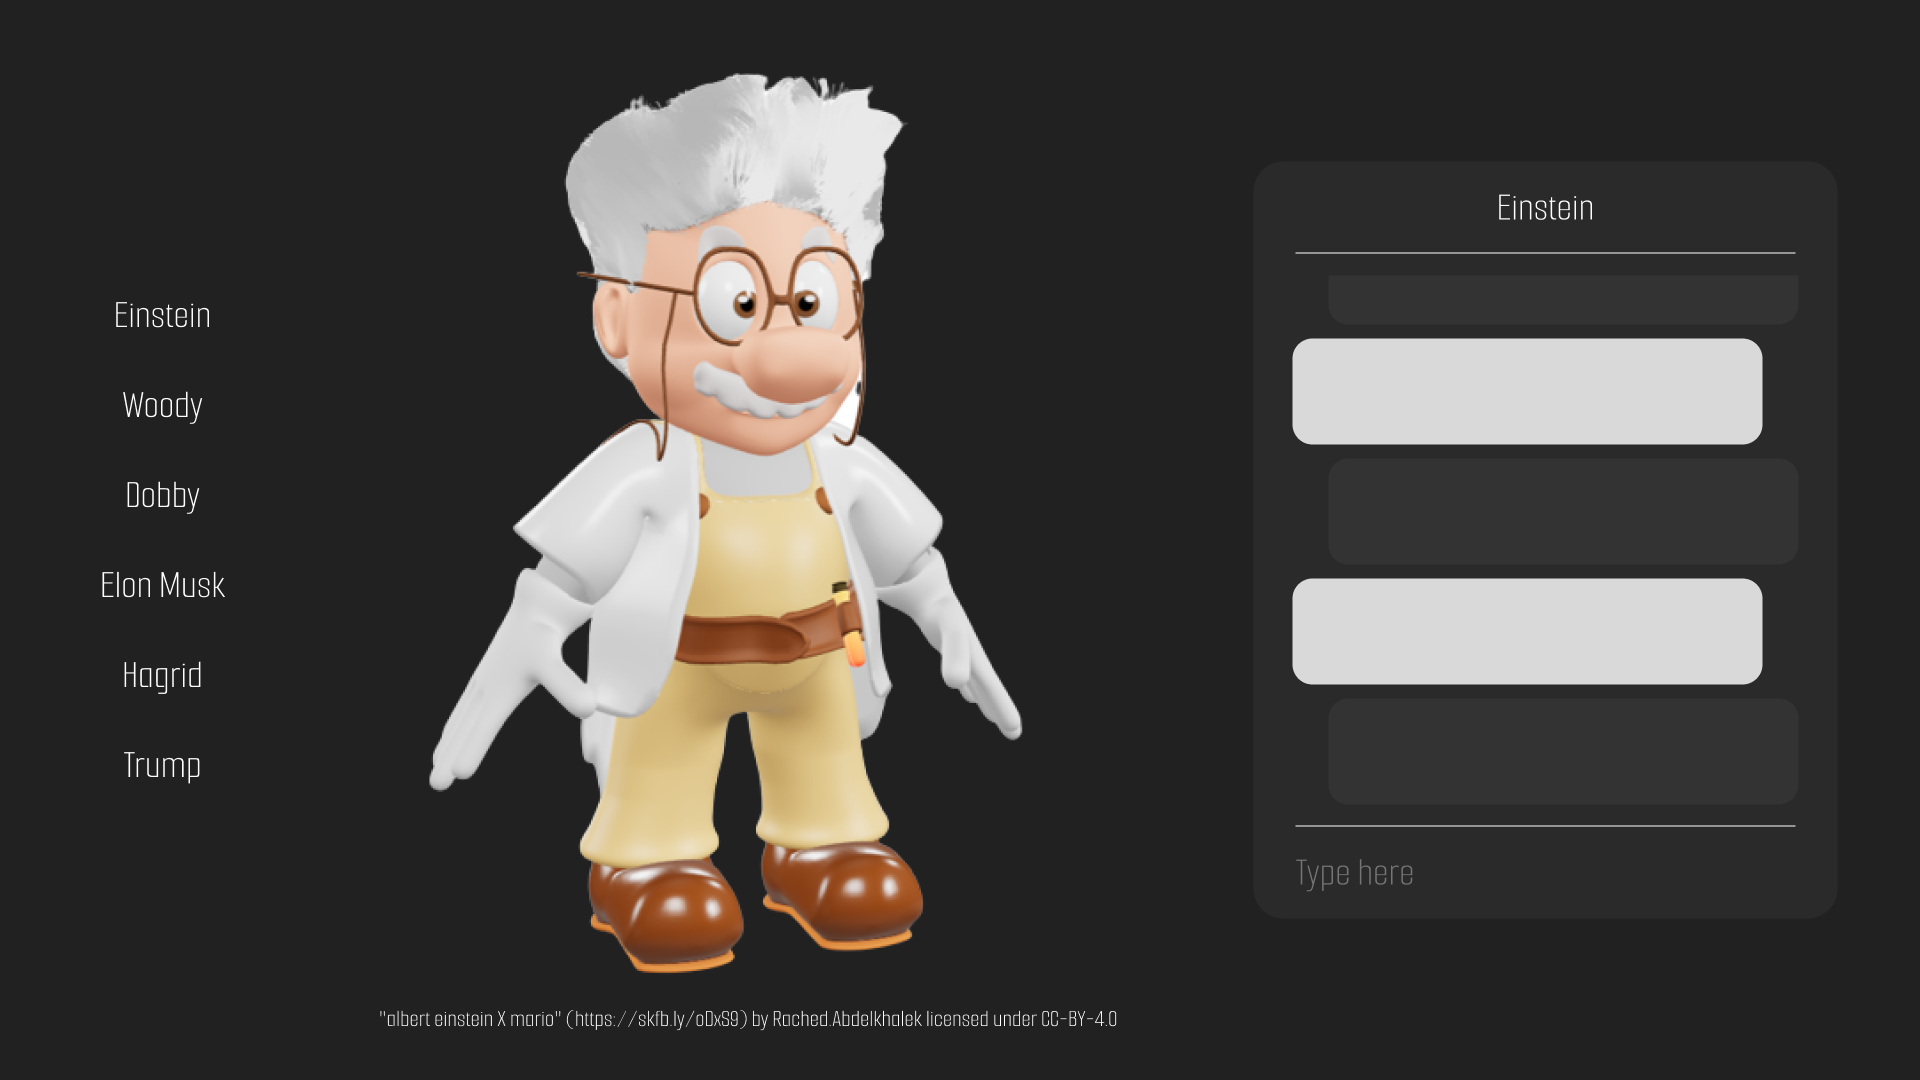 Einstein
Woody
Dobby
Elon Musk
Hagrid
Trump
"albert einstein X mario" (https://skfb.ly/oDxS9) by Rached.Abdelkhalek licensed under CC-BY-4.0
Einstein
Type here